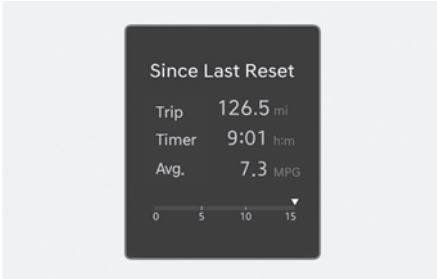 Since Last Reset
Trip 126.5 mi
Timer 9:01 h:m
Avg. 7.3 MPG
0 5 10 15